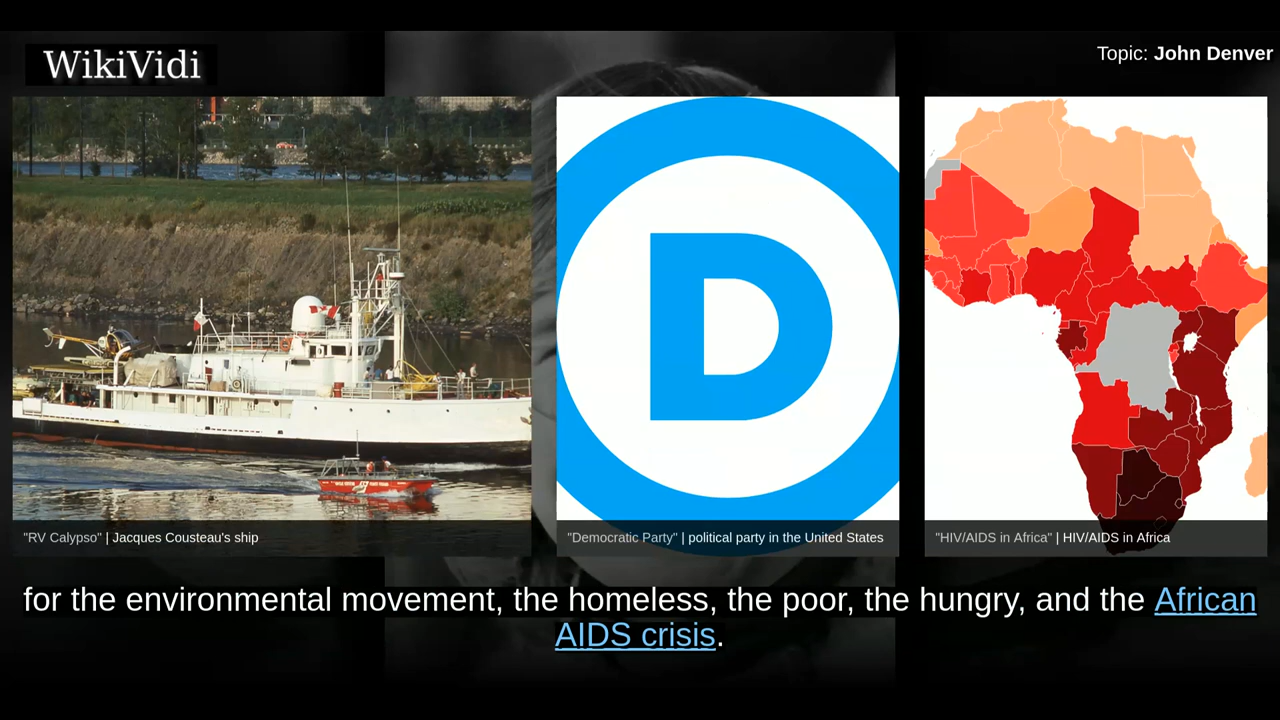 WikiVidi
Topic: John Denver
D
"RV Calypso" | Jacques Cousteau's ship
"Democratic Party" | political party in the United States
"HIV/AIDS in Africa" | HIV/AIDS in Africa
for the environmental movement, the homeless, the poor, the hungry, and the African
AIDS crisis.